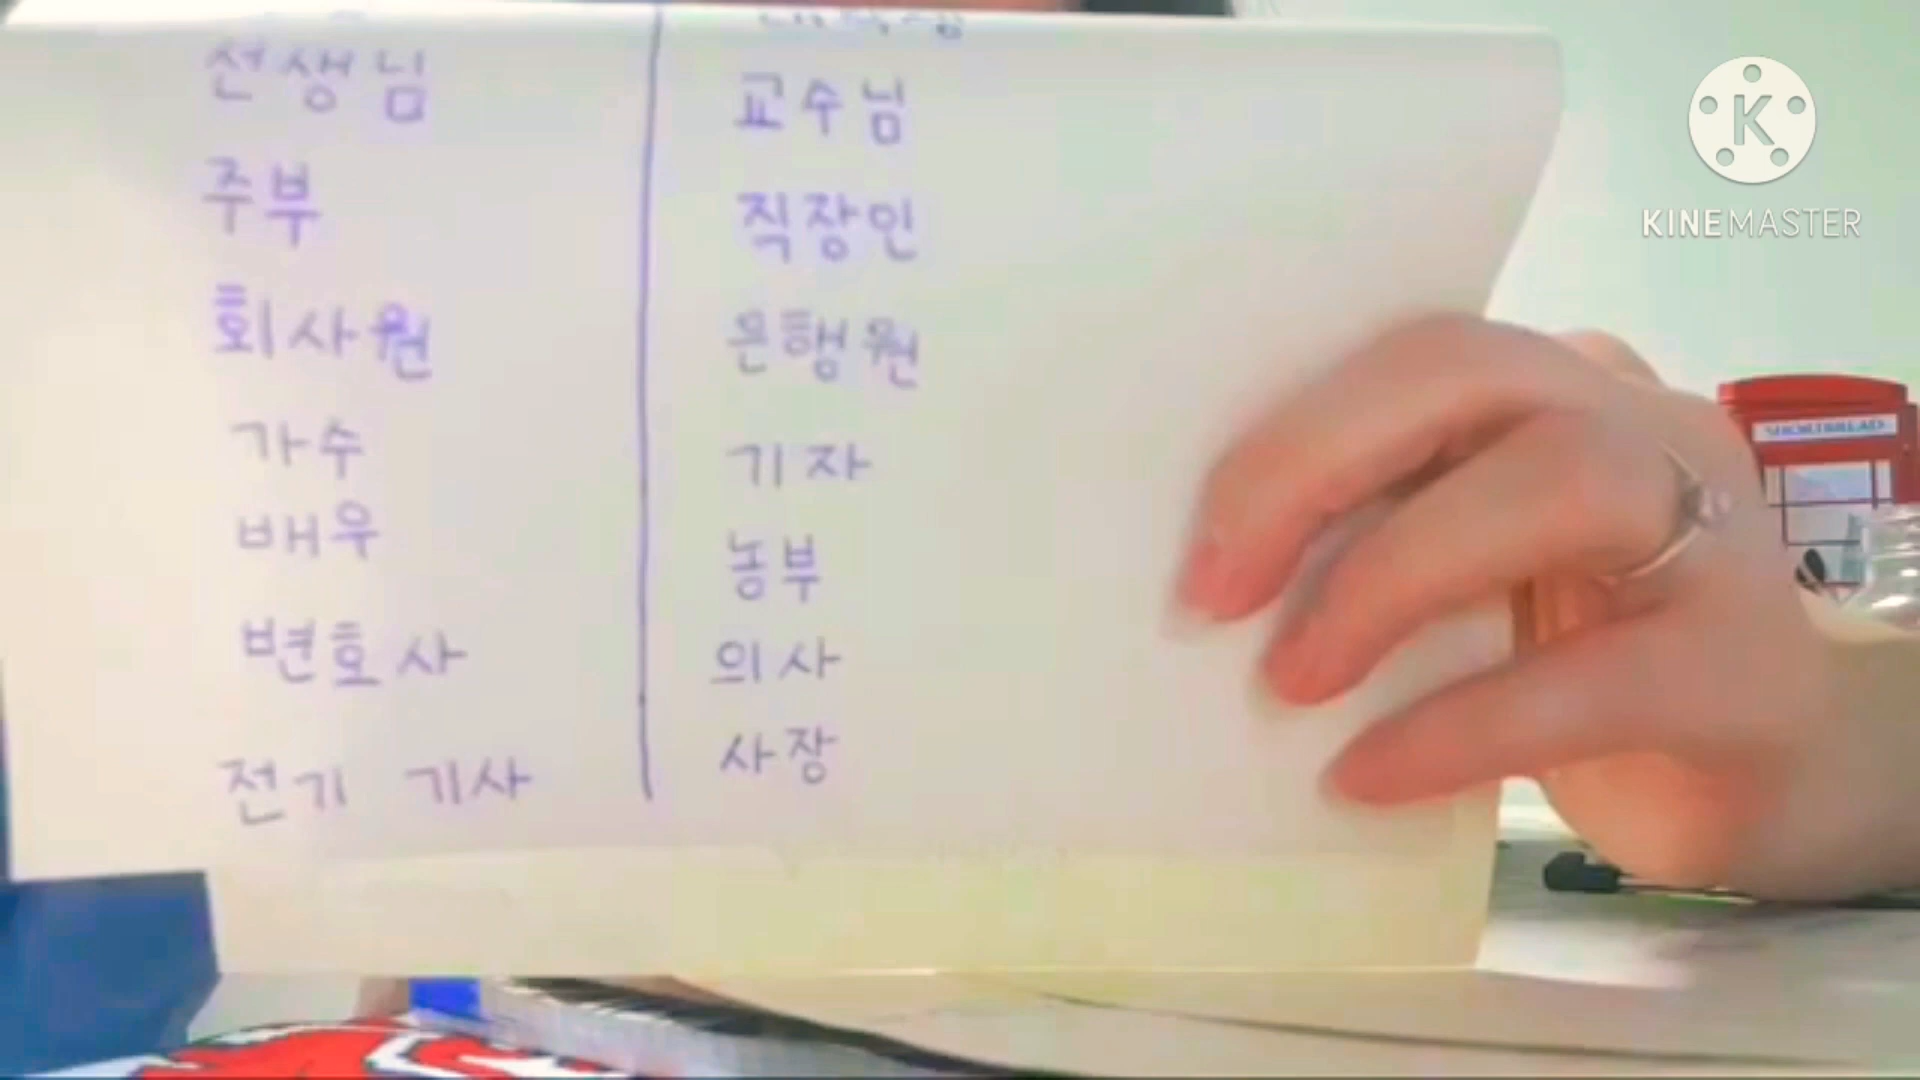 선생님
주부
회사원
가수
배우
변호사
전기 기사
교수님
직장인
은행원
기자
농부
의사
사장
K
KINEMASTER
SHORTBREAD